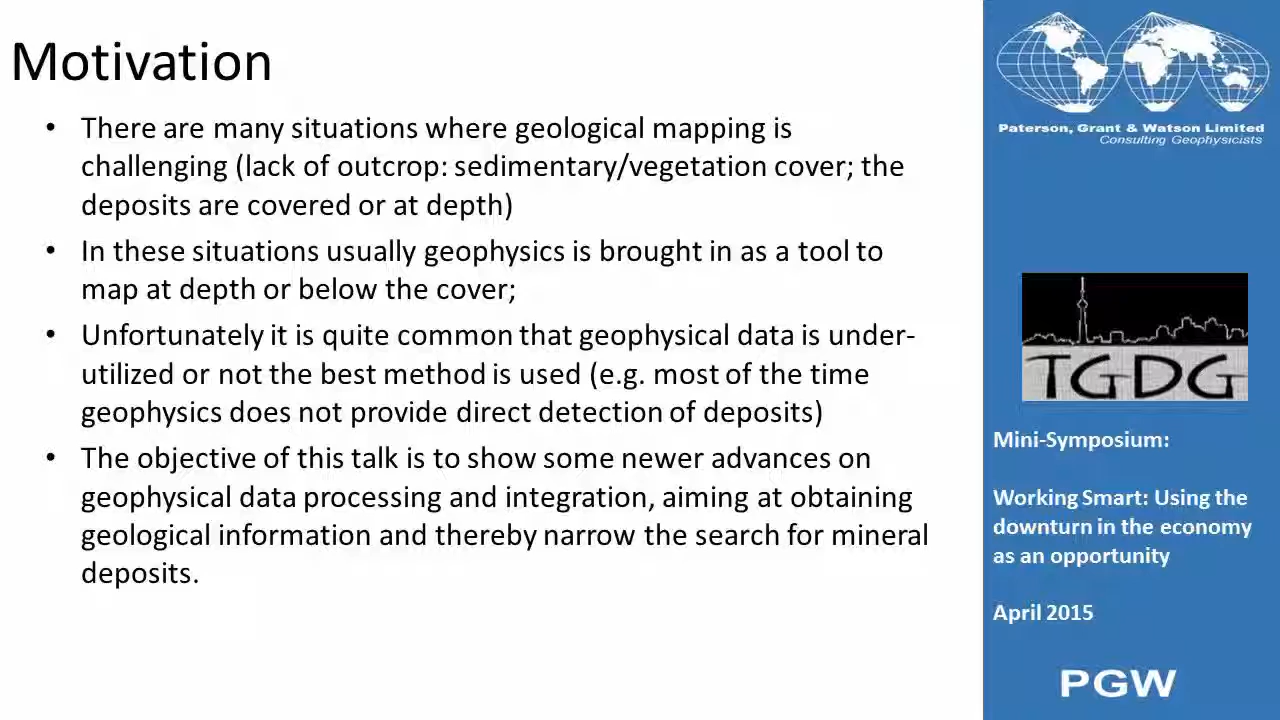 Motivation
• There are many situations where geological mapping is
challenging (lack of outcrop: sedimentary/vegetation cover; the
deposits are covered or at depth)
• In these situations usually geophysics is brought in as a tool to
map at depth or below the cover;
• Unfortunately it is quite common that geophysical data is under-
utilized or not the best method is used (e.g. most of the time
geophysics does not provide direct detection of deposits)
• The objective of this talk is to show some newer advances on
geophysical data processing and integration, aiming at obtaining
geological information and thereby narrow the search for mineral
deposits.
Paterson, Grant & Watson Limited
Consulting Geophysicists
TGDG
Mini-Symposium:
Working Smart: Using the
downturn in the economy
as an opportunity
April 2015
PGW